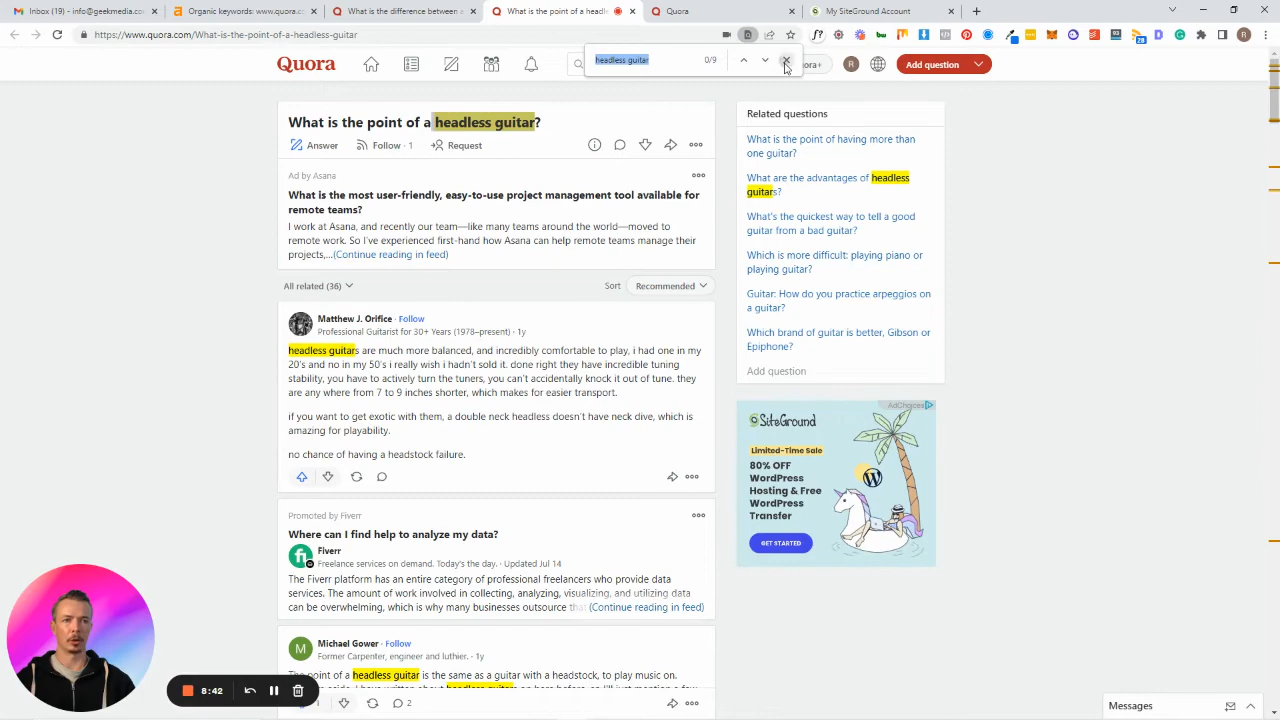 Inbox (19) - info@geekmedia.co
Organic keywords: www.quora.c
What is the difference between a
What is the point of a headle
Quora
My SiteGround Account
https://www.quora.com/What-is-the-point-of-a-headless-guitar
headless guitar 0/9
Quora
ora+
R
Add question
What is the point of a headless guitar?
Answer
Follow · 1
Request
Ad by Asana
What is the most user-friendly, easy-to-use project management tool available for
remote teams?
I work at Asana, and recently our team—like many teams around the world—moved to
remote work. So I've experienced first-hand how Asana can help remote teams manage their
projects,...(Continue reading in feed)
All related (36)
Sort
Recommended
Matthew J. Orifice · Follow
Professional Guitarist for 30+ Years (1978–present) · 1y
headless guitars are much more balanced, and incredibly comfortable to play, i had one in my
20's and no in my 50's i really wish i hadn't sold it. done right they have incredible tuning
stability, you have to actively turn the tuners, you can't accidentally knock it out of tune. they
are any where from 7 to 9 inches shorter, which makes for easier transport.
if you want to get exotic with them, a double neck headless doesn't have neck dive, which is
amazing for playability.
no chance of having a headstock failure.
Promoted by Fiverr
Where can I find help to analyze my data?
fi
Fiverr
Freelance services on demand. Today's the day. · Updated Jul 14
The Fiverr platform has an entire category of professional freelancers who provide data
services. The amount of work involved in collecting, analyzing, visualizing, and utilizing data
can be overwhelming, which is why many businesses outsource that (Continue reading in feed)
M
Michael Gower · Follow
Former Carpenter, engineer and luthier. · 1y
The point of a headless guitar is the same as a guitar with a headstock, to play music on.
1
2
Related questions
What is the point of having more than
one guitar?
What are the advantages of headless
guitars?
What's the quickest way to tell a good
guitar from a bad guitar?
Which is more difficult: playing piano or
playing guitar?
Guitar: How do you practice arpeggios on
a guitar?
Which brand of guitar is better, Gibson or
Epiphone?
Add question
AdChoices
SiteGround
Limited-Time Sale
80% OFF
WordPress
Hosting & Free
WordPress
Transfer
GET STARTED
8:42
Messages